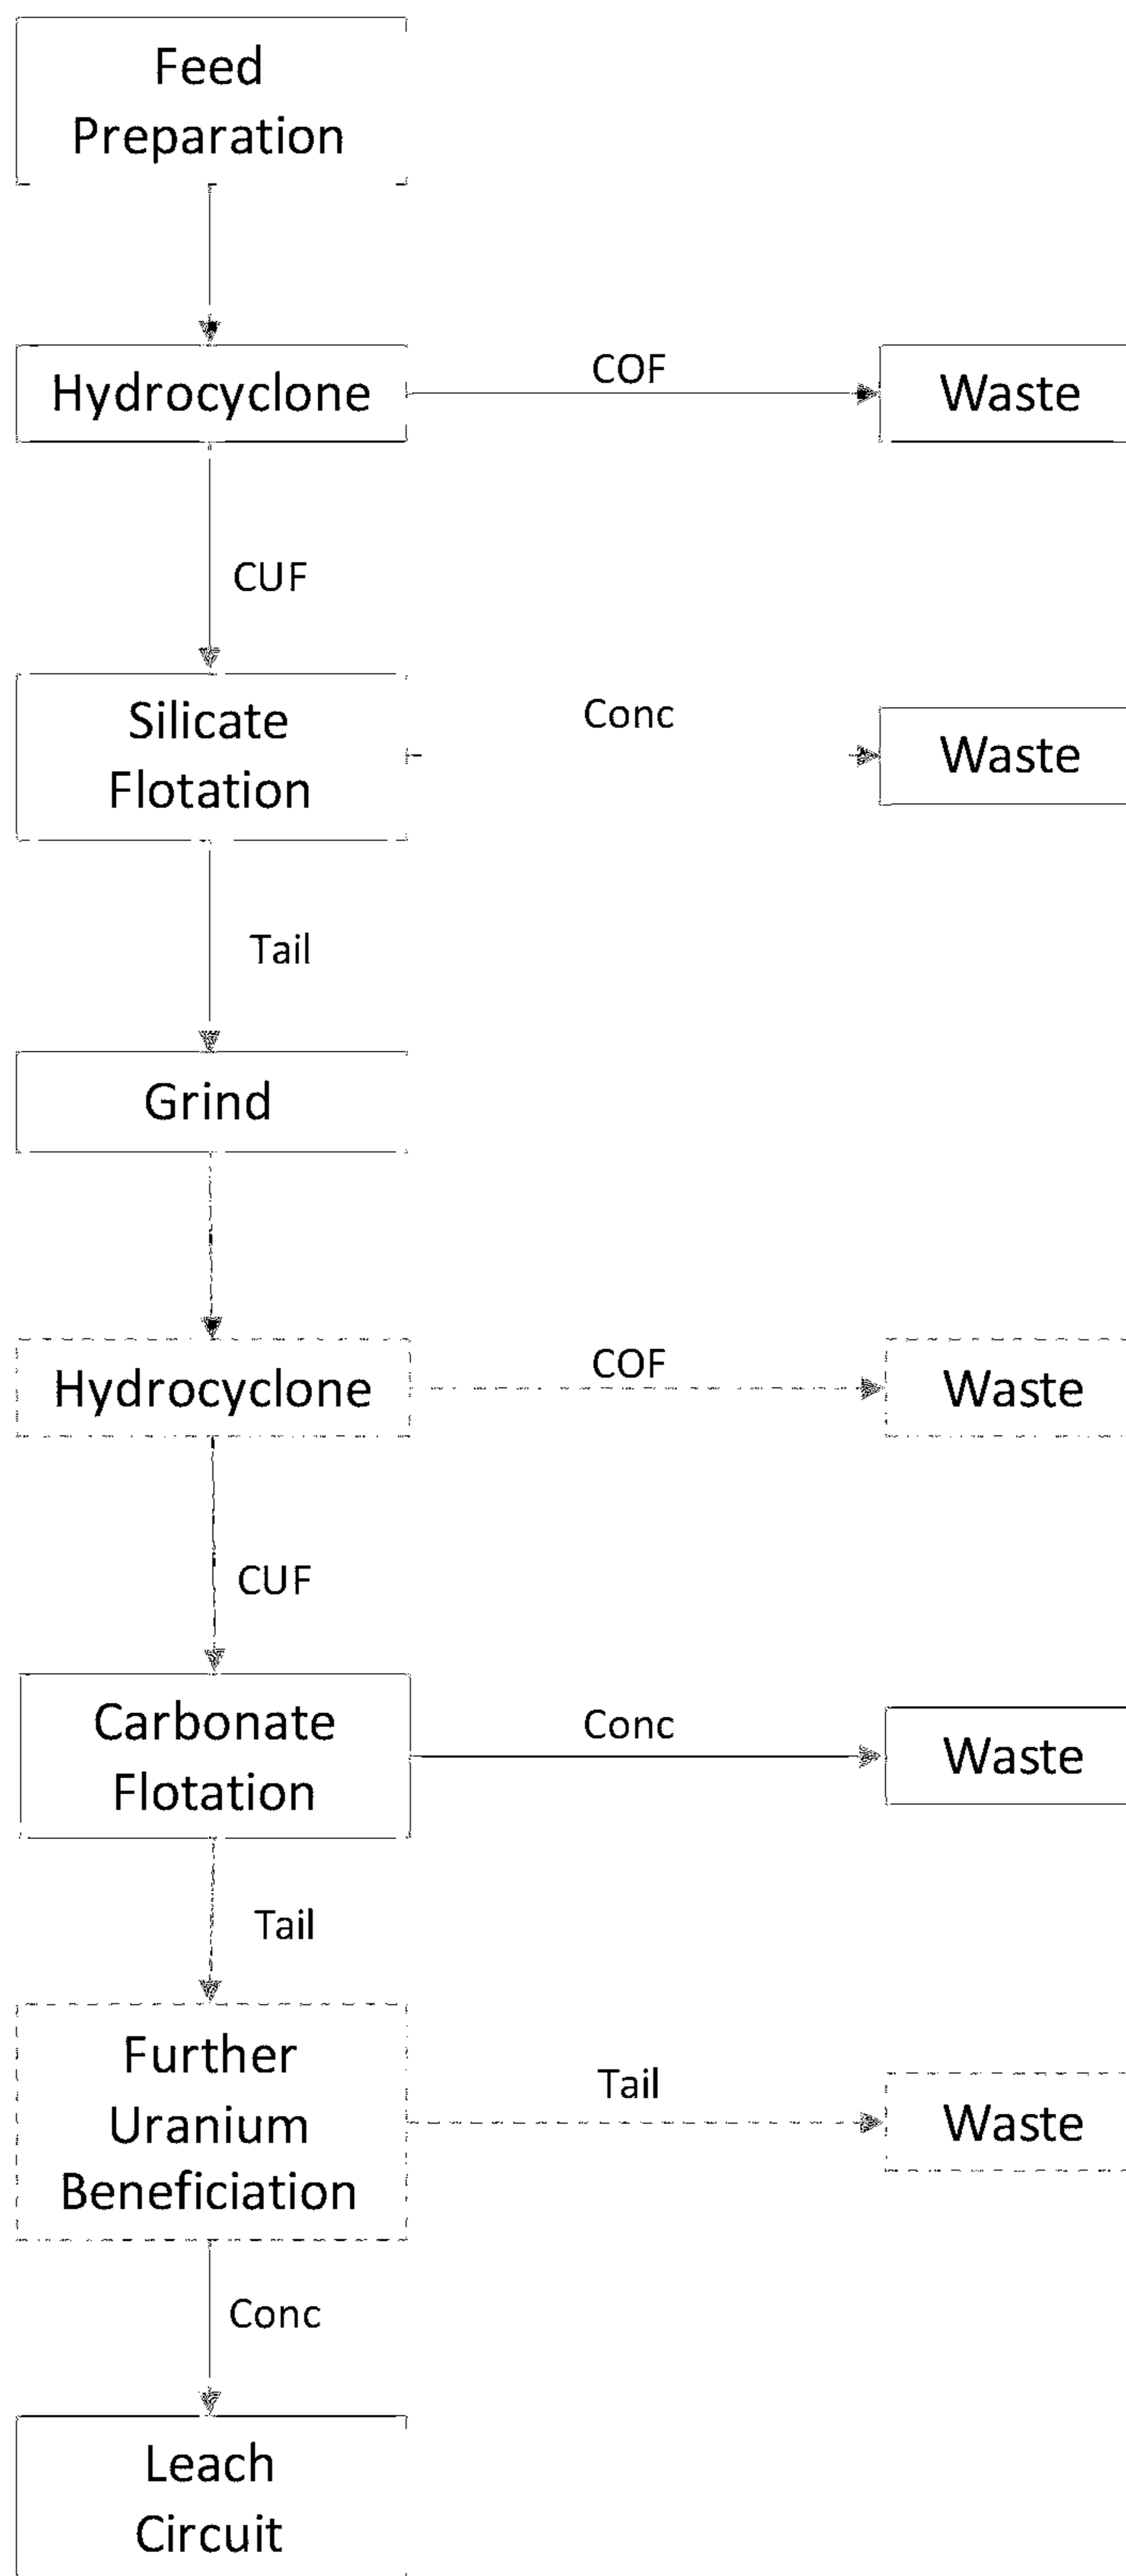 Feed
Preparation
Hydrocyclone
COF
Waste
CUF
Silicate
Flotation
Conc
Waste
Tail
Grind
Hydrocyclone
COF
Waste
CUF
Carbonate
Flotation
Conc
Waste
Tail
Further
Uranium
Beneficiation
Tail
Waste
Conc
Leach
Circuit